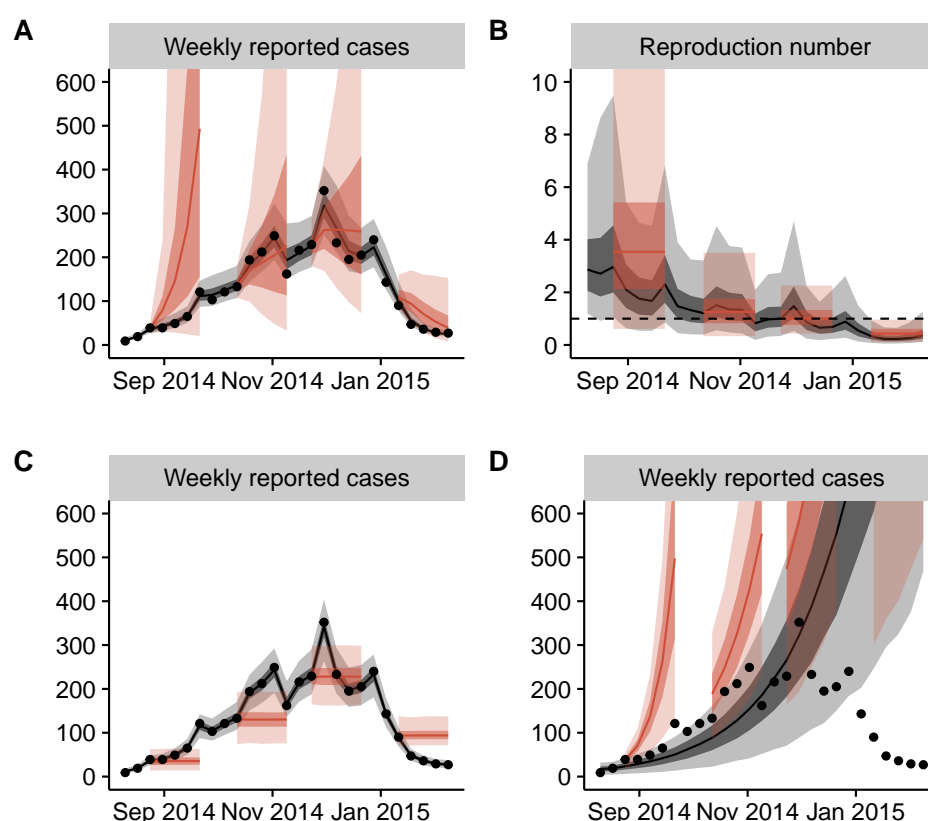 A
Weekly reported cases
600
500
400
300
200
100
0
Sep 2014 Nov 2014 Jan 2015
B
Reproduction number
10
8
6
4
2
0
Sep 2014 Nov 2014 Jan 2015
C
Weekly reported cases
600
500
400
300
200
100
0
Sep 2014 Nov 2014 Jan 2015
D
Weekly reported cases
600
500
400
300
200
100
0
Sep 2014 Nov 2014 Jan 2015